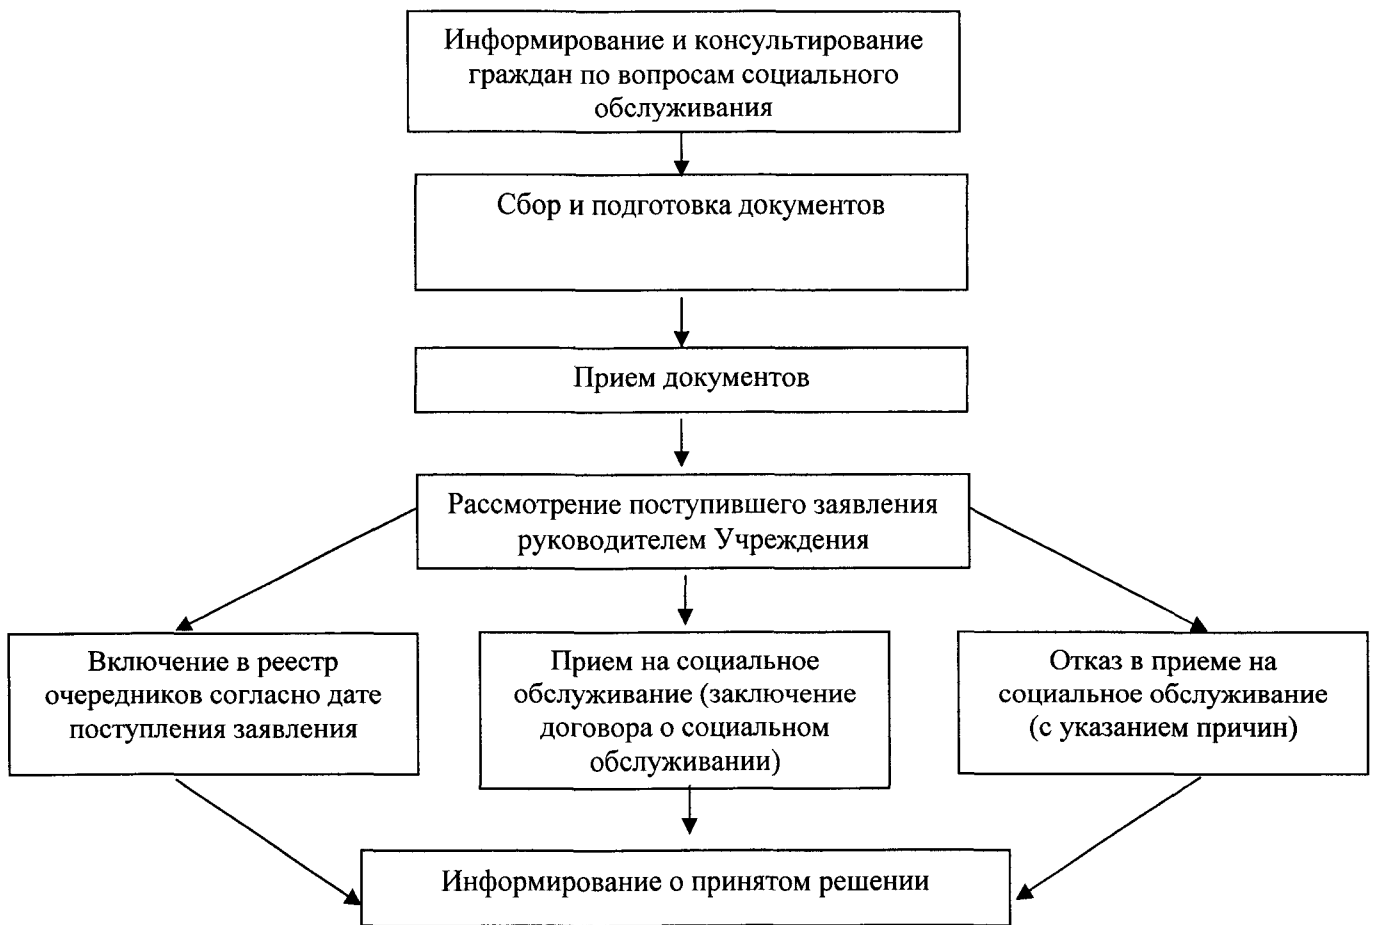 Информирование и консультирование
граждан по вопросам социального
обслуживания
Сбор и подготовка документов
Прием документов
Рассмотрение поступившего заявления
руководителем Учреждения
Включение в реестр
очередников согласно дате
поступления заявления
Прием на социальное
обслуживание (заключение
договора о социальном
обслуживании)
Отказ в приеме на
социальное обслуживание
(с указанием причин)
Информирование о принятом решении